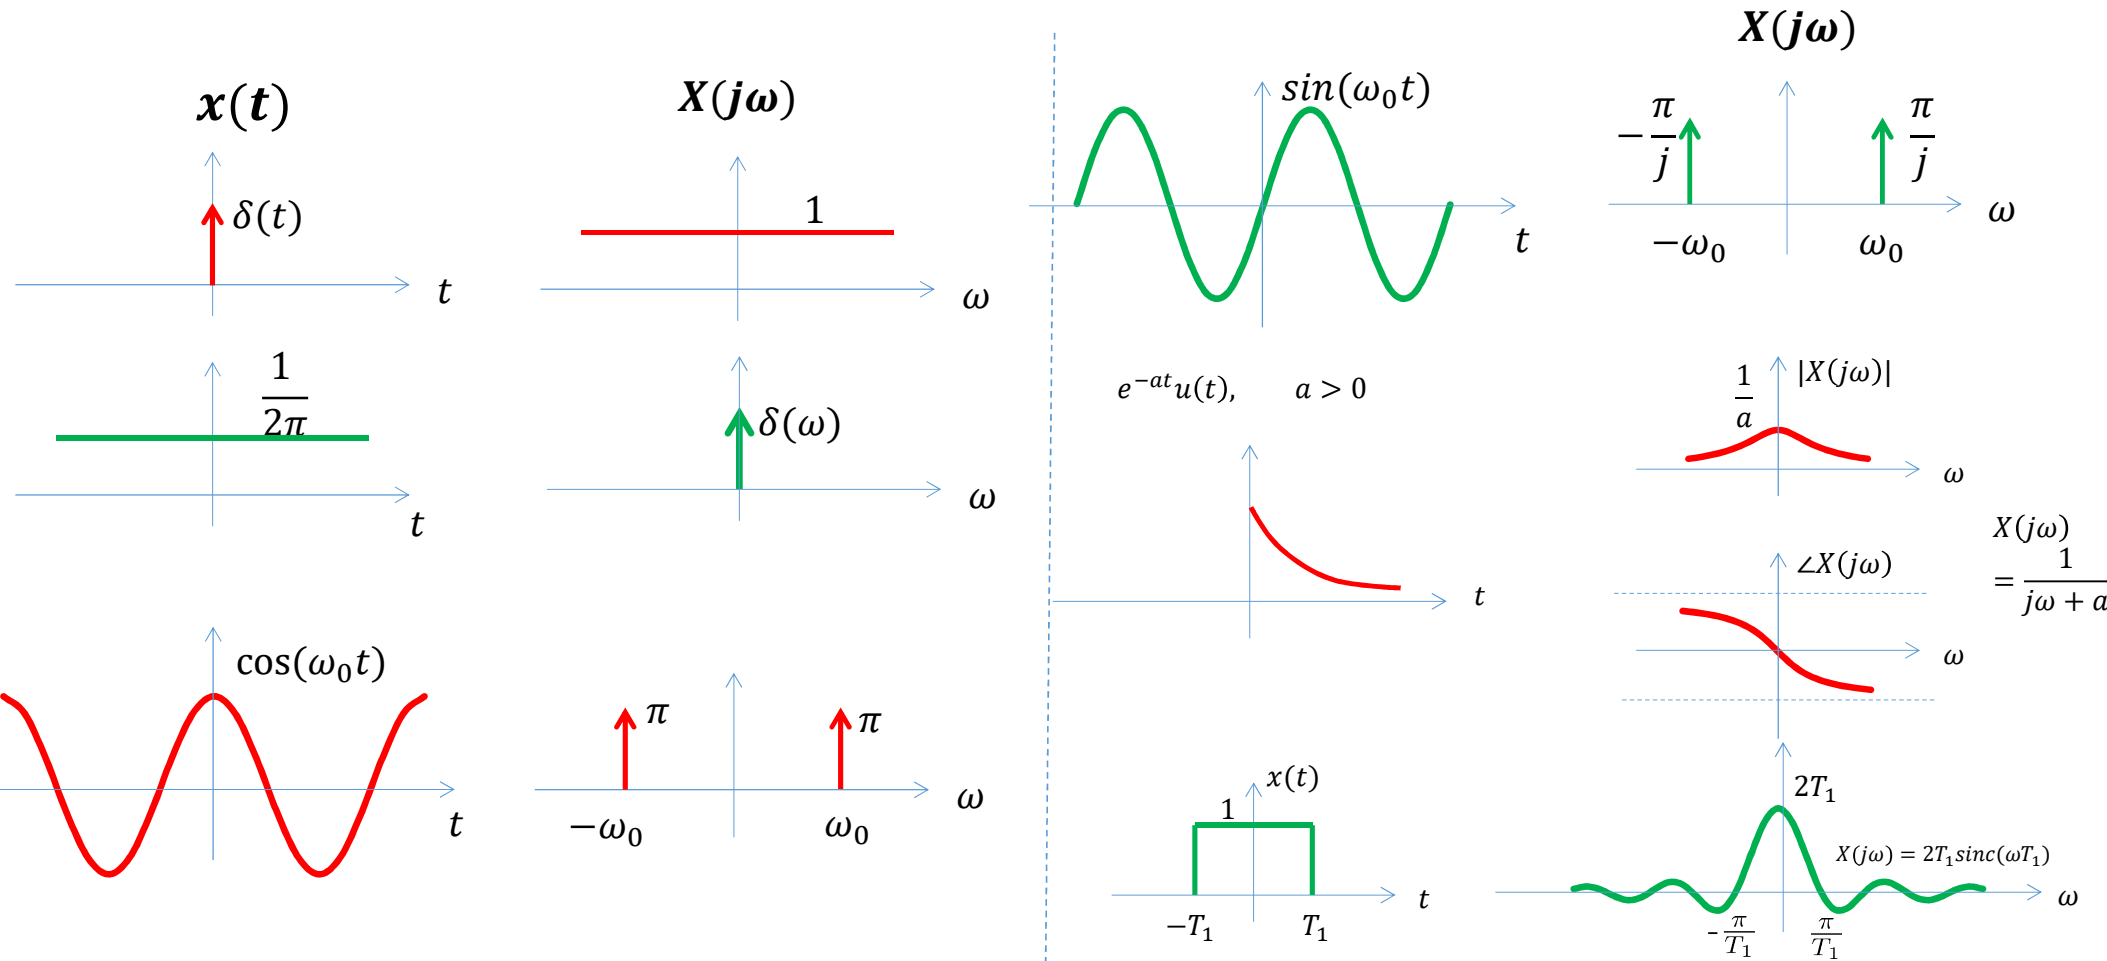 x(t)
X(jω)
δ(t)
t
1
ω
1/2π
t
δ(ω)
ω
cos(ω₀t)
t
π
π
−ω₀
ω₀
ω
X(jω)
sin(ω₀t)
t
−π/j
π/j
−ω₀
ω₀
ω
e^{−at}u(t), a > 0
t
1/a
|X(jω)|
ω
∠X(jω)
ω
X(jω)
= 1/(jω + a)
x(t)
1
−T₁
T₁
t
2T₁
X(jω) = 2T₁sinc(ωT₁)
ω
-π/T₁
π/T₁